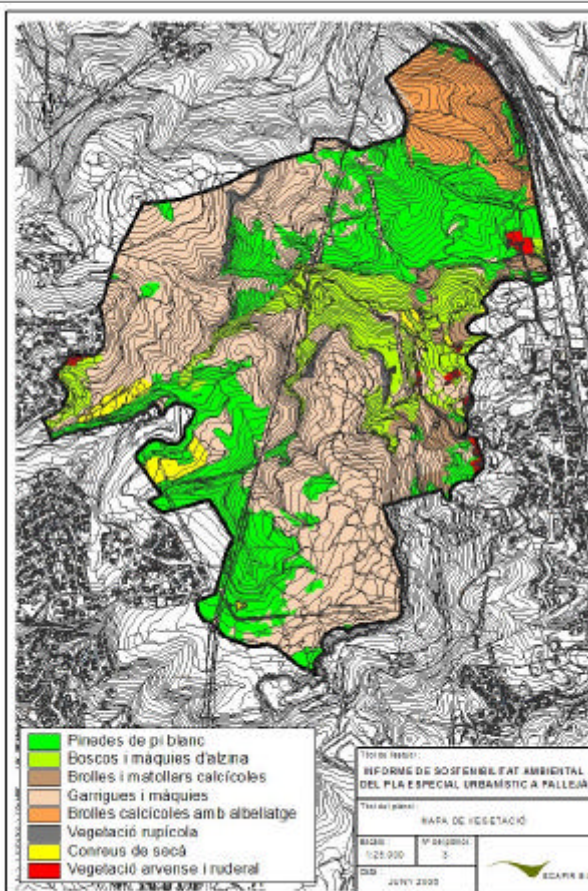 Pinedes de pi blanc
Boscos i màquies d'alzina
Brolles i matollars calcícoles
Garrigues i màquies
Brolles calcícoles amb albellatge
Vegetació rupícola
Conreus de secà
Vegetació arvense i ruderal
INFORME DE SOSTENIBILITAT AMBIENTAL
DEL PLA ESPECIAL URBANÍSTIC A PALLEJÀ
MAPA DE VEGETACIÓ
1:25.000
JUNY 2005